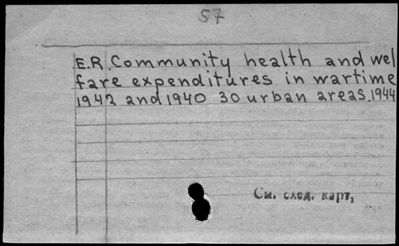 57
E.R. Community health and wel
fare expenditures in wartime
1942 and 1940 30 urban areas. 1944
См. след. карт,